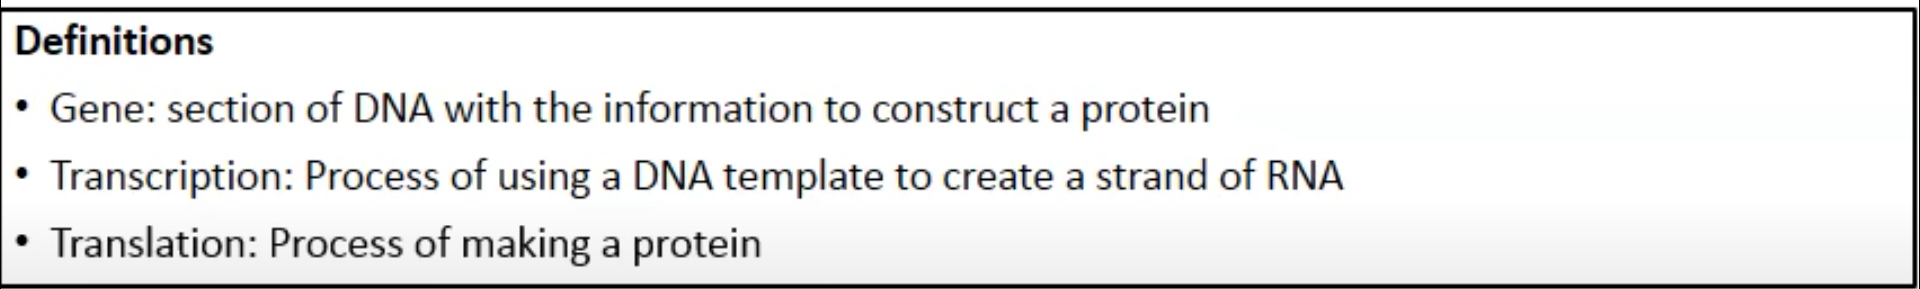 Definitions
• Gene: section of DNA with the information to construct a protein
• Transcription: Process of using a DNA template to create a strand of RNA
• Translation: Process of making a protein